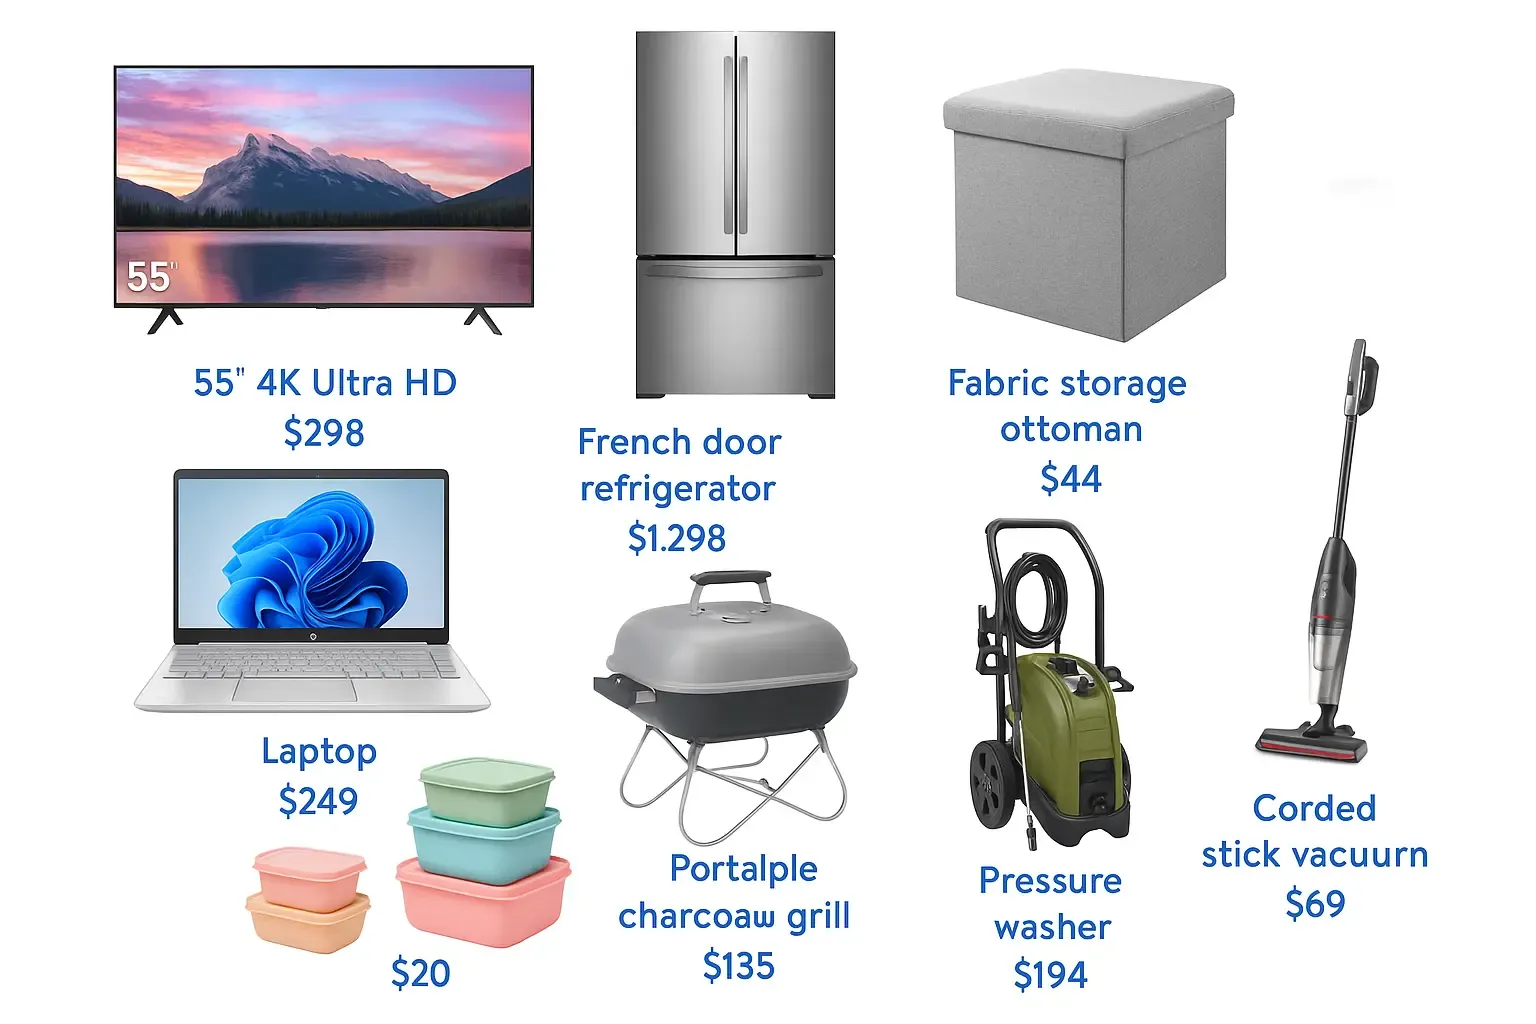 55"
55" 4K Ultra HD
$298
French door
refrigerator
$1.298
Fabric storage
ottoman
$44
Laptop
$249
$20
Portalple
charcoaw grill
$135
Pressure
washer
$194
Corded
stick vacuurn
$69